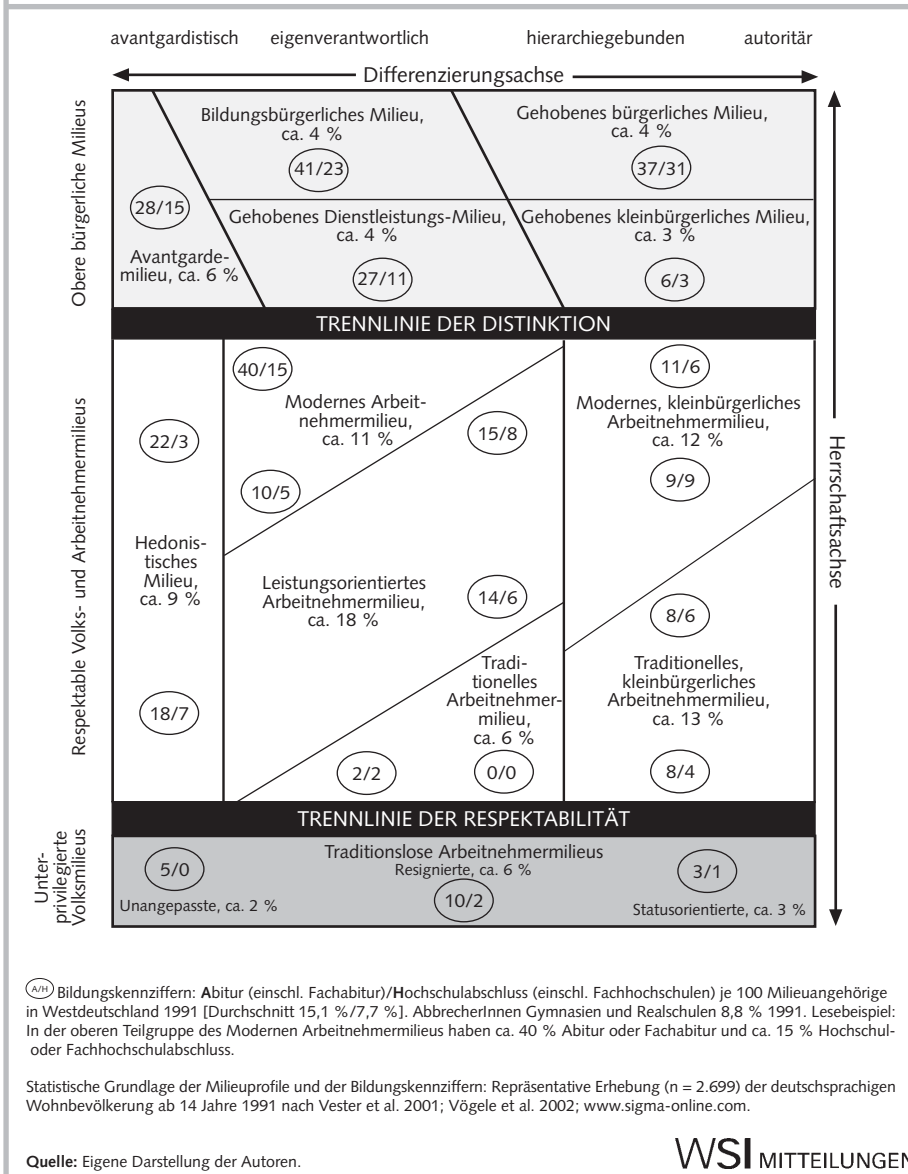 avantgardistisch eigenverantwortlich hierarchiegebunden autoritär
Differenzierungsachse
Obere bürgerliche Milieus
Bildungsbürgerliches Milieu,
ca. 4 %
41/23
Gehobenes bürgerliches Milieu,
ca. 4 %
37/31
28/15
Avantgarde-
milieu, ca. 6 %
Gehobenes Dienstleistungs-Milieu,
ca. 4 %
27/11
Gehobenes kleinbürgerliches Milieu,
ca. 3 %
6/3
TRENNLINIE DER DISTINKTION
Respektable Volks- und Arbeitnehmermilieus
Herrschaftsachse
22/3
Hedonis-
tisches
Milieu,
ca. 9 %
18/7
40/15
Modernes Arbeit-
nehmermilieu,
ca. 11 %
10/5
15/8
Leistungsorientiertes
Arbeitnehmermilieu,
ca. 18 %
14/6
Tradi-
tionelles
Arbeitnehmer-
milieu,
ca. 6 %
2/2
0/0
11/6
Modernes, kleinbürgerliches
Arbeitnehmermilieu,
ca. 12 %
9/9
8/6
Traditionelles,
kleinbürgerliches
Arbeitnehmermilieu,
ca. 13 %
8/4
TRENNLINIE DER RESPEKTABILITÄT
Unter-
privilegierte
Volksmilieus
Traditionslose Arbeitnehmermilieus
5/0
Unangepasste, ca. 2 %
Resignierte, ca. 6 %
10/2
3/1
Statusorientierte, ca. 3 %
A/H Bildungskennziffern: Abitur (einschl. Fachabitur)/Hochschulabschluss (einschl. Fachhochschulen) je 100 Milieuangehörige
in Westdeutschland 1991 [Durchschnitt 15,1 %/7,7 %]. AbbrecherInnen Gymnasien und Realschulen 8,8 % 1991. Lesebeispiel:
In der oberen Teilgruppe des Modernen Arbeitnehmermilieus haben ca. 40 % Abitur oder Fachabitur und ca. 15 % Hochschul-
oder Fachhochschulabschluss.
Statistische Grundlage der Milieuprofile und der Bildungskennziffern: Repräsentative Erhebung (n = 2.699) der deutschsprachigen
Wohnbevölkerung ab 14 Jahre 1991 nach Vester et al. 2001; Vögele et al. 2002; www.sigma-online.com.
Quelle: Eigene Darstellung der Autoren.
WSI MITTEILUNGEN